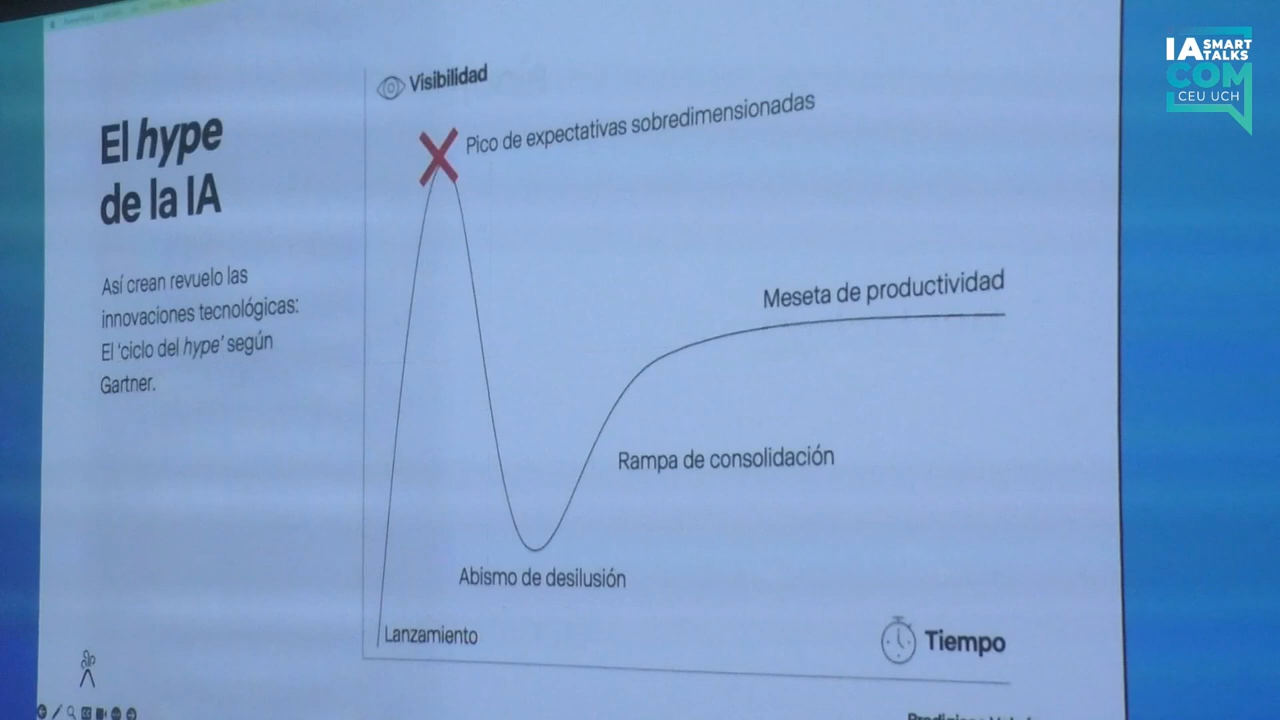 El hype
de la IA
Así crean revuelo las
innovaciones tecnológicas:
El ‘ciclo del hype’ según
Gartner.
Visibilidad
Pico de expectativas sobredimensionadas
Meseta de productividad
Rampa de consolidación
Abismo de desilusión
Lanzamiento
Tiempo
IA SMART
TALKS
COM
CEU UCH